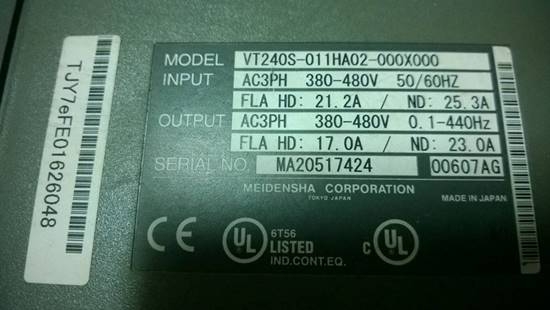 MODEL VT240S-011HA02-000X000
INPUT AC3PH 380-480V 50/60HZ
FLA HD: 21.2A / ND: 25.3A
OUTPUT AC3PH 380-480V 0.1-440Hz
FLA HD: 17.0A / ND: 23.0A
SERIAL NO. MA20517424 00607AG
MEIDENSHA CORPORATION
TOKYO JAPAN
MADE IN JAPAN
CE UL 6T56 LISTED IND.CONT.EQ. C UL
TJY7eFE01626048